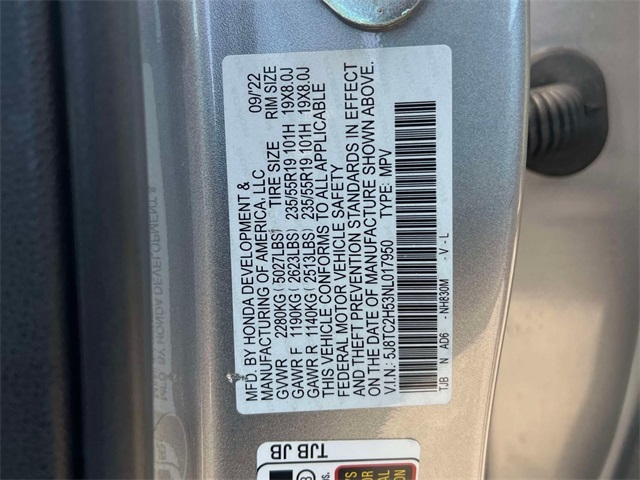 MFD. BY HONDA DEVELOPMENT & 09/'22
MANUFACTURING OF AMERICA, LLC TIRE SIZE RIM SIZE
GVWR 2280KG ( 5027LBS) 235/55R19 101H 19X8.0J
GAWR F 1190KG ( 2623LBS) 235/55R19 101H 19X8.0J
GAWR R 1140KG ( 2513LBS)
THIS VEHICLE CONFORMS TO ALL APPLICABLE
FEDERAL MOTOR VEHICLE SAFETY
AND THEFT PREVENTION STANDARDS IN EFFECT
ON THE DATE OF MANUFACTURE SHOWN ABOVE.
V.I.N.: 5J8TC2H53NL017950 TYPE: MPV
TJB N AD6 - NH830M - V - L
TJB JB